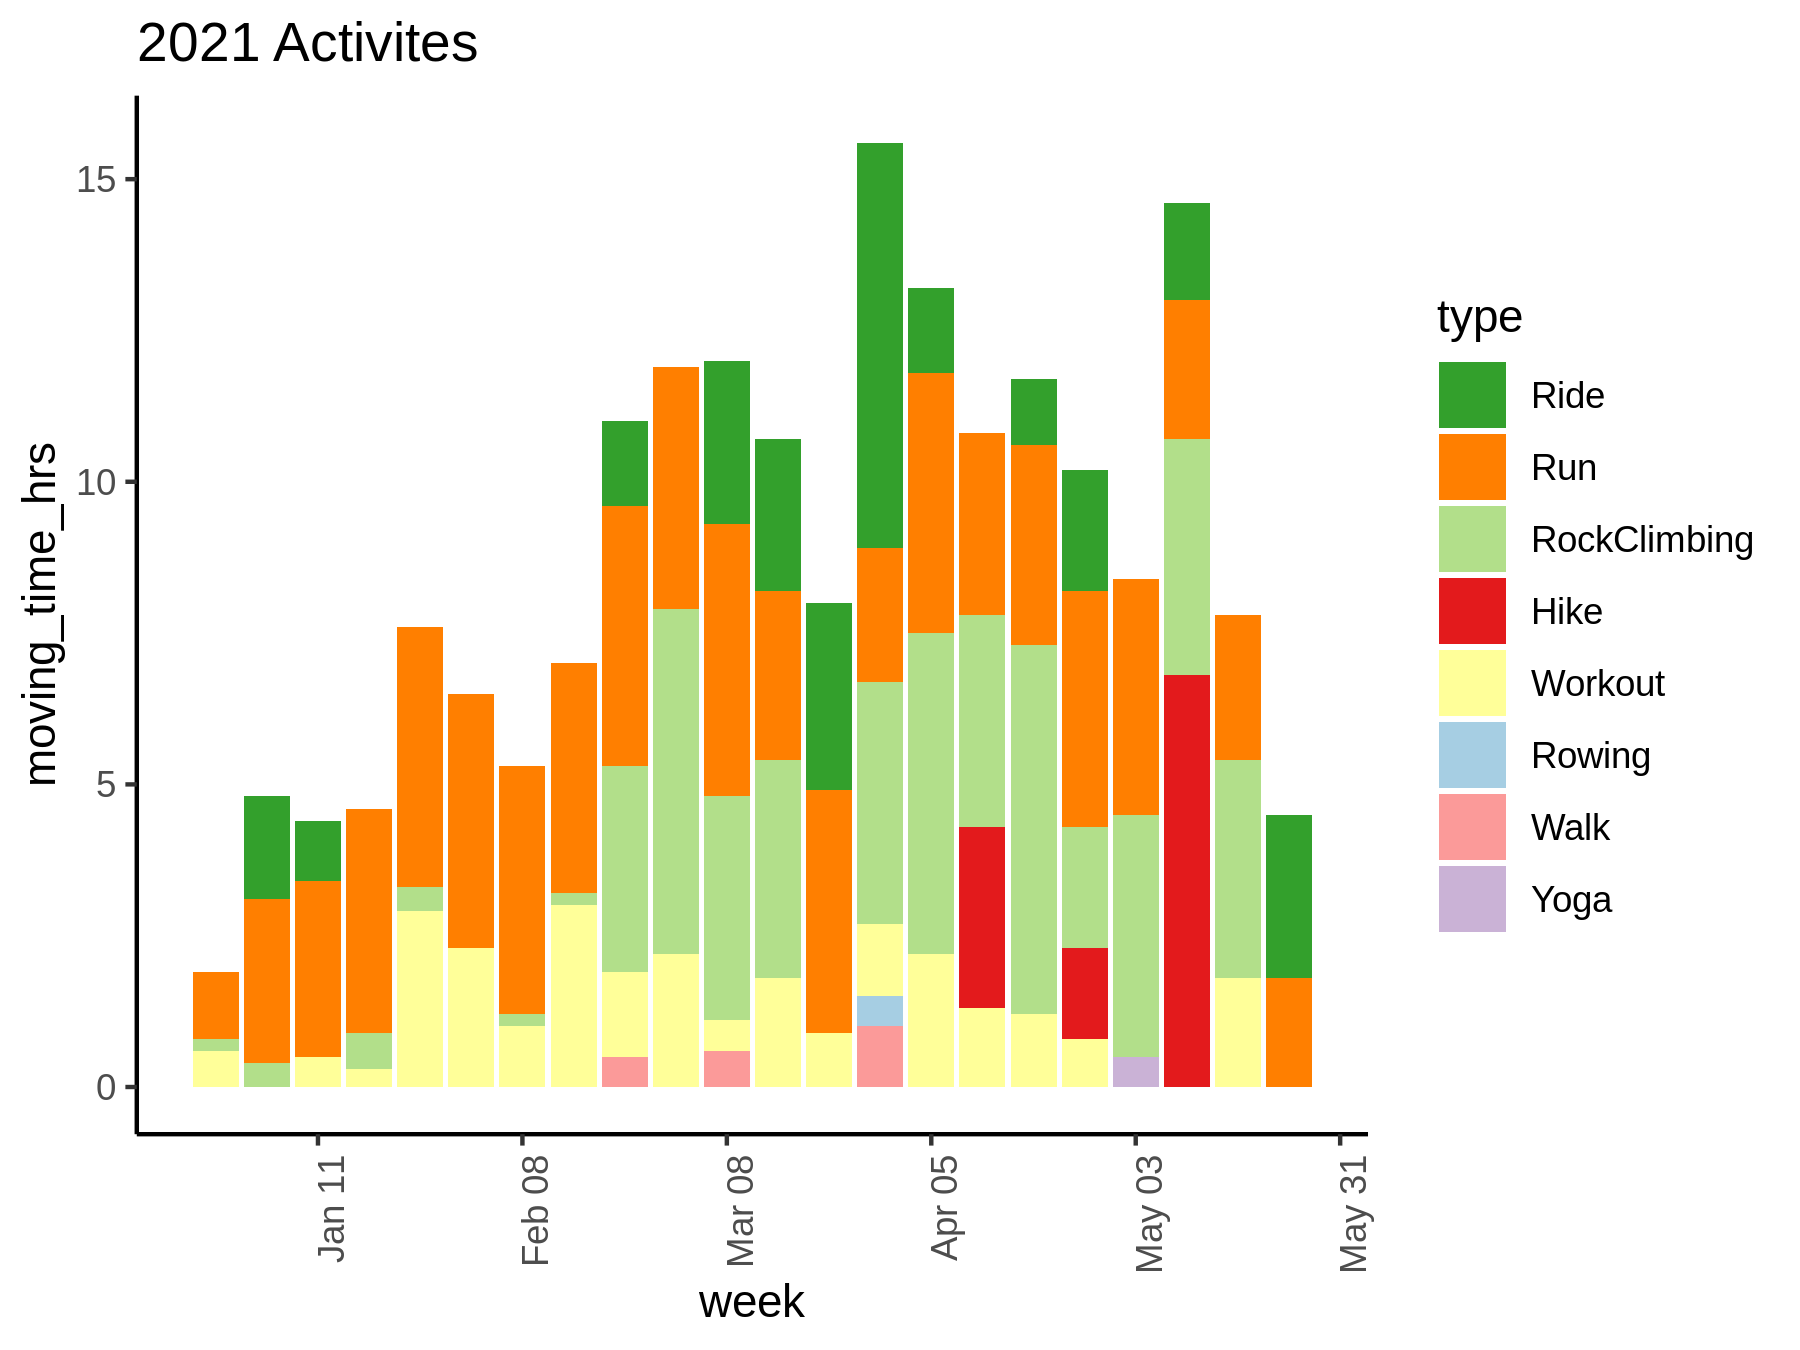 2021 Activites
moving_time_hrs
15
10
5
0
Jan 11
Feb 08
Mar 08
Apr 05
May 03
May 31
week
type
Ride
Run
RockClimbing
Hike
Workout
Rowing
Walk
Yoga